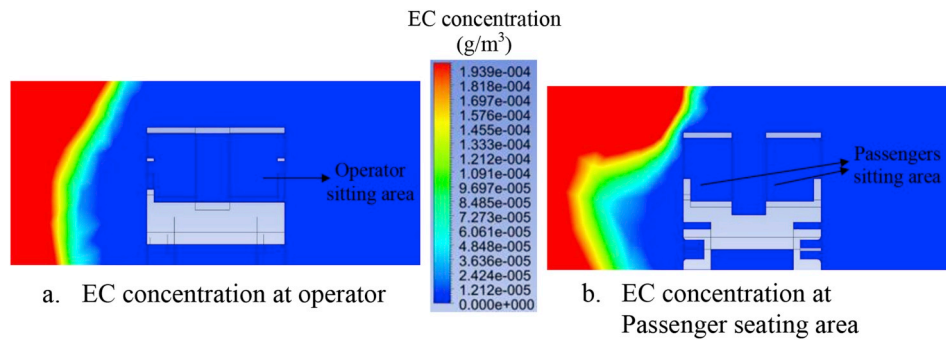 EC concentration
(g/m³)
1.939e-004
1.818e-004
1.697e-004
1.576e-004
1.455e-004
1.333e-004
1.212e-004
1.091e-004
9.697e-005
8.485e-005
7.273e-005
6.061e-005
4.848e-005
3.636e-005
2.424e-005
1.212e-005
0.000e+000
Operator
sitting area
Passengers
sitting area
a. EC concentration at operator
b. EC concentration at
Passenger seating area